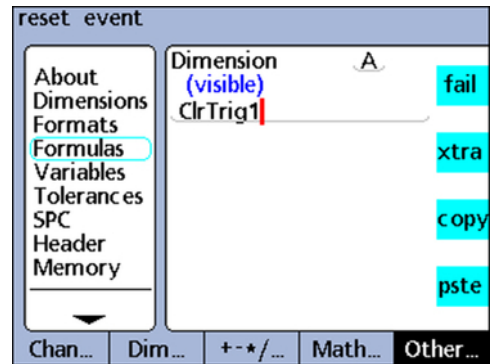 reset event
About
Dimensions
Formats
Formulas
Variables
Tolerances
SPC
Header
Memory
Dimension A
(visible)
ClrTrig1
fail
xtra
copy
pste
Chan...
Dim...
+-*/...
Math...
Other...